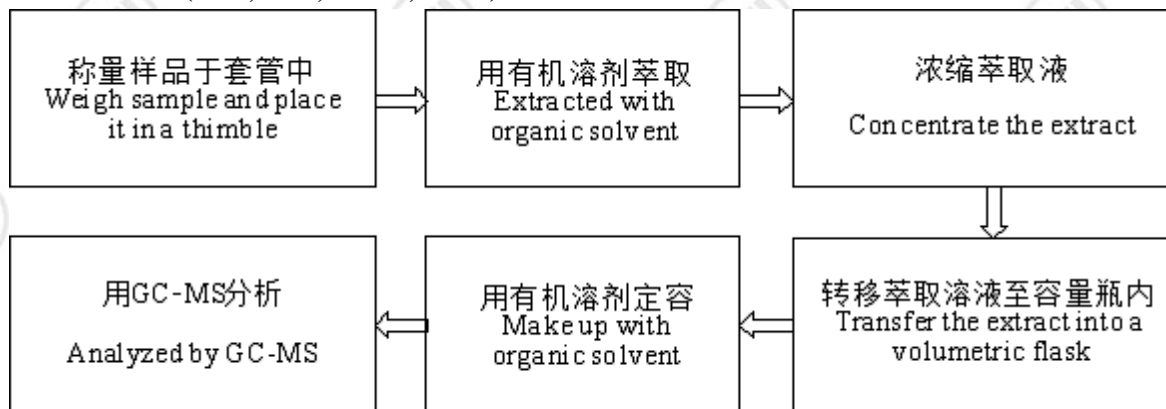 称量样品于套管中
Weigh sample and place
it in a thimble
用有机溶剂萃取
Extracted with
organic solvent
浓缩萃取液
Concentrate the extract
转移萃取溶液至容量瓶内
Transfer the extract into a
volumetric flask
用有机溶剂定容
Make up with
organic solvent
用GC-MS分析
Analyzed by GC-MS